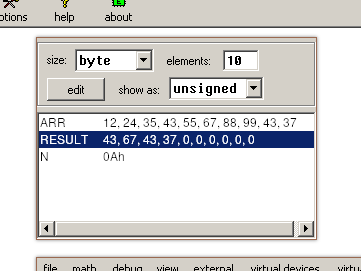 options help about
size: byte elements: 10
edit show as: unsigned
ARR 12, 24, 35, 43, 55, 67, 88, 99, 43, 37
RESULT 43, 67, 43, 37, 0, 0, 0, 0, 0, 0
N 0Ah
file math debug view external virtual devices